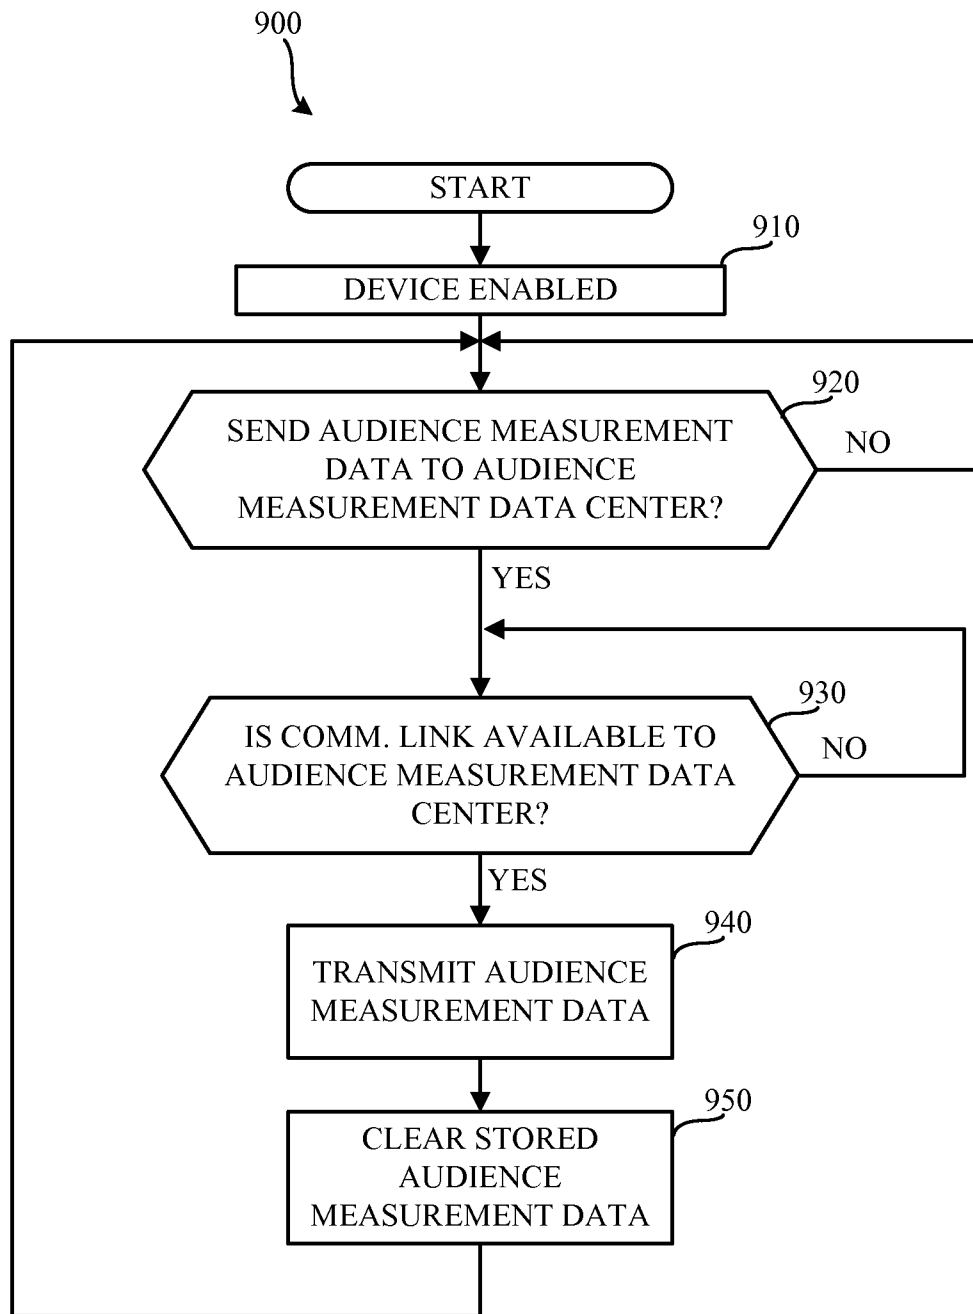 900
START
910
DEVICE ENABLED
920
SEND AUDIENCE MEASUREMENT
DATA TO AUDIENCE
MEASUREMENT DATA CENTER?
NO
YES
930
IS COMM. LINK AVAILABLE TO
AUDIENCE MEASUREMENT DATA
CENTER?
NO
YES
940
TRANSMIT AUDIENCE
MEASUREMENT DATA
950
CLEAR STORED
AUDIENCE
MEASUREMENT DATA